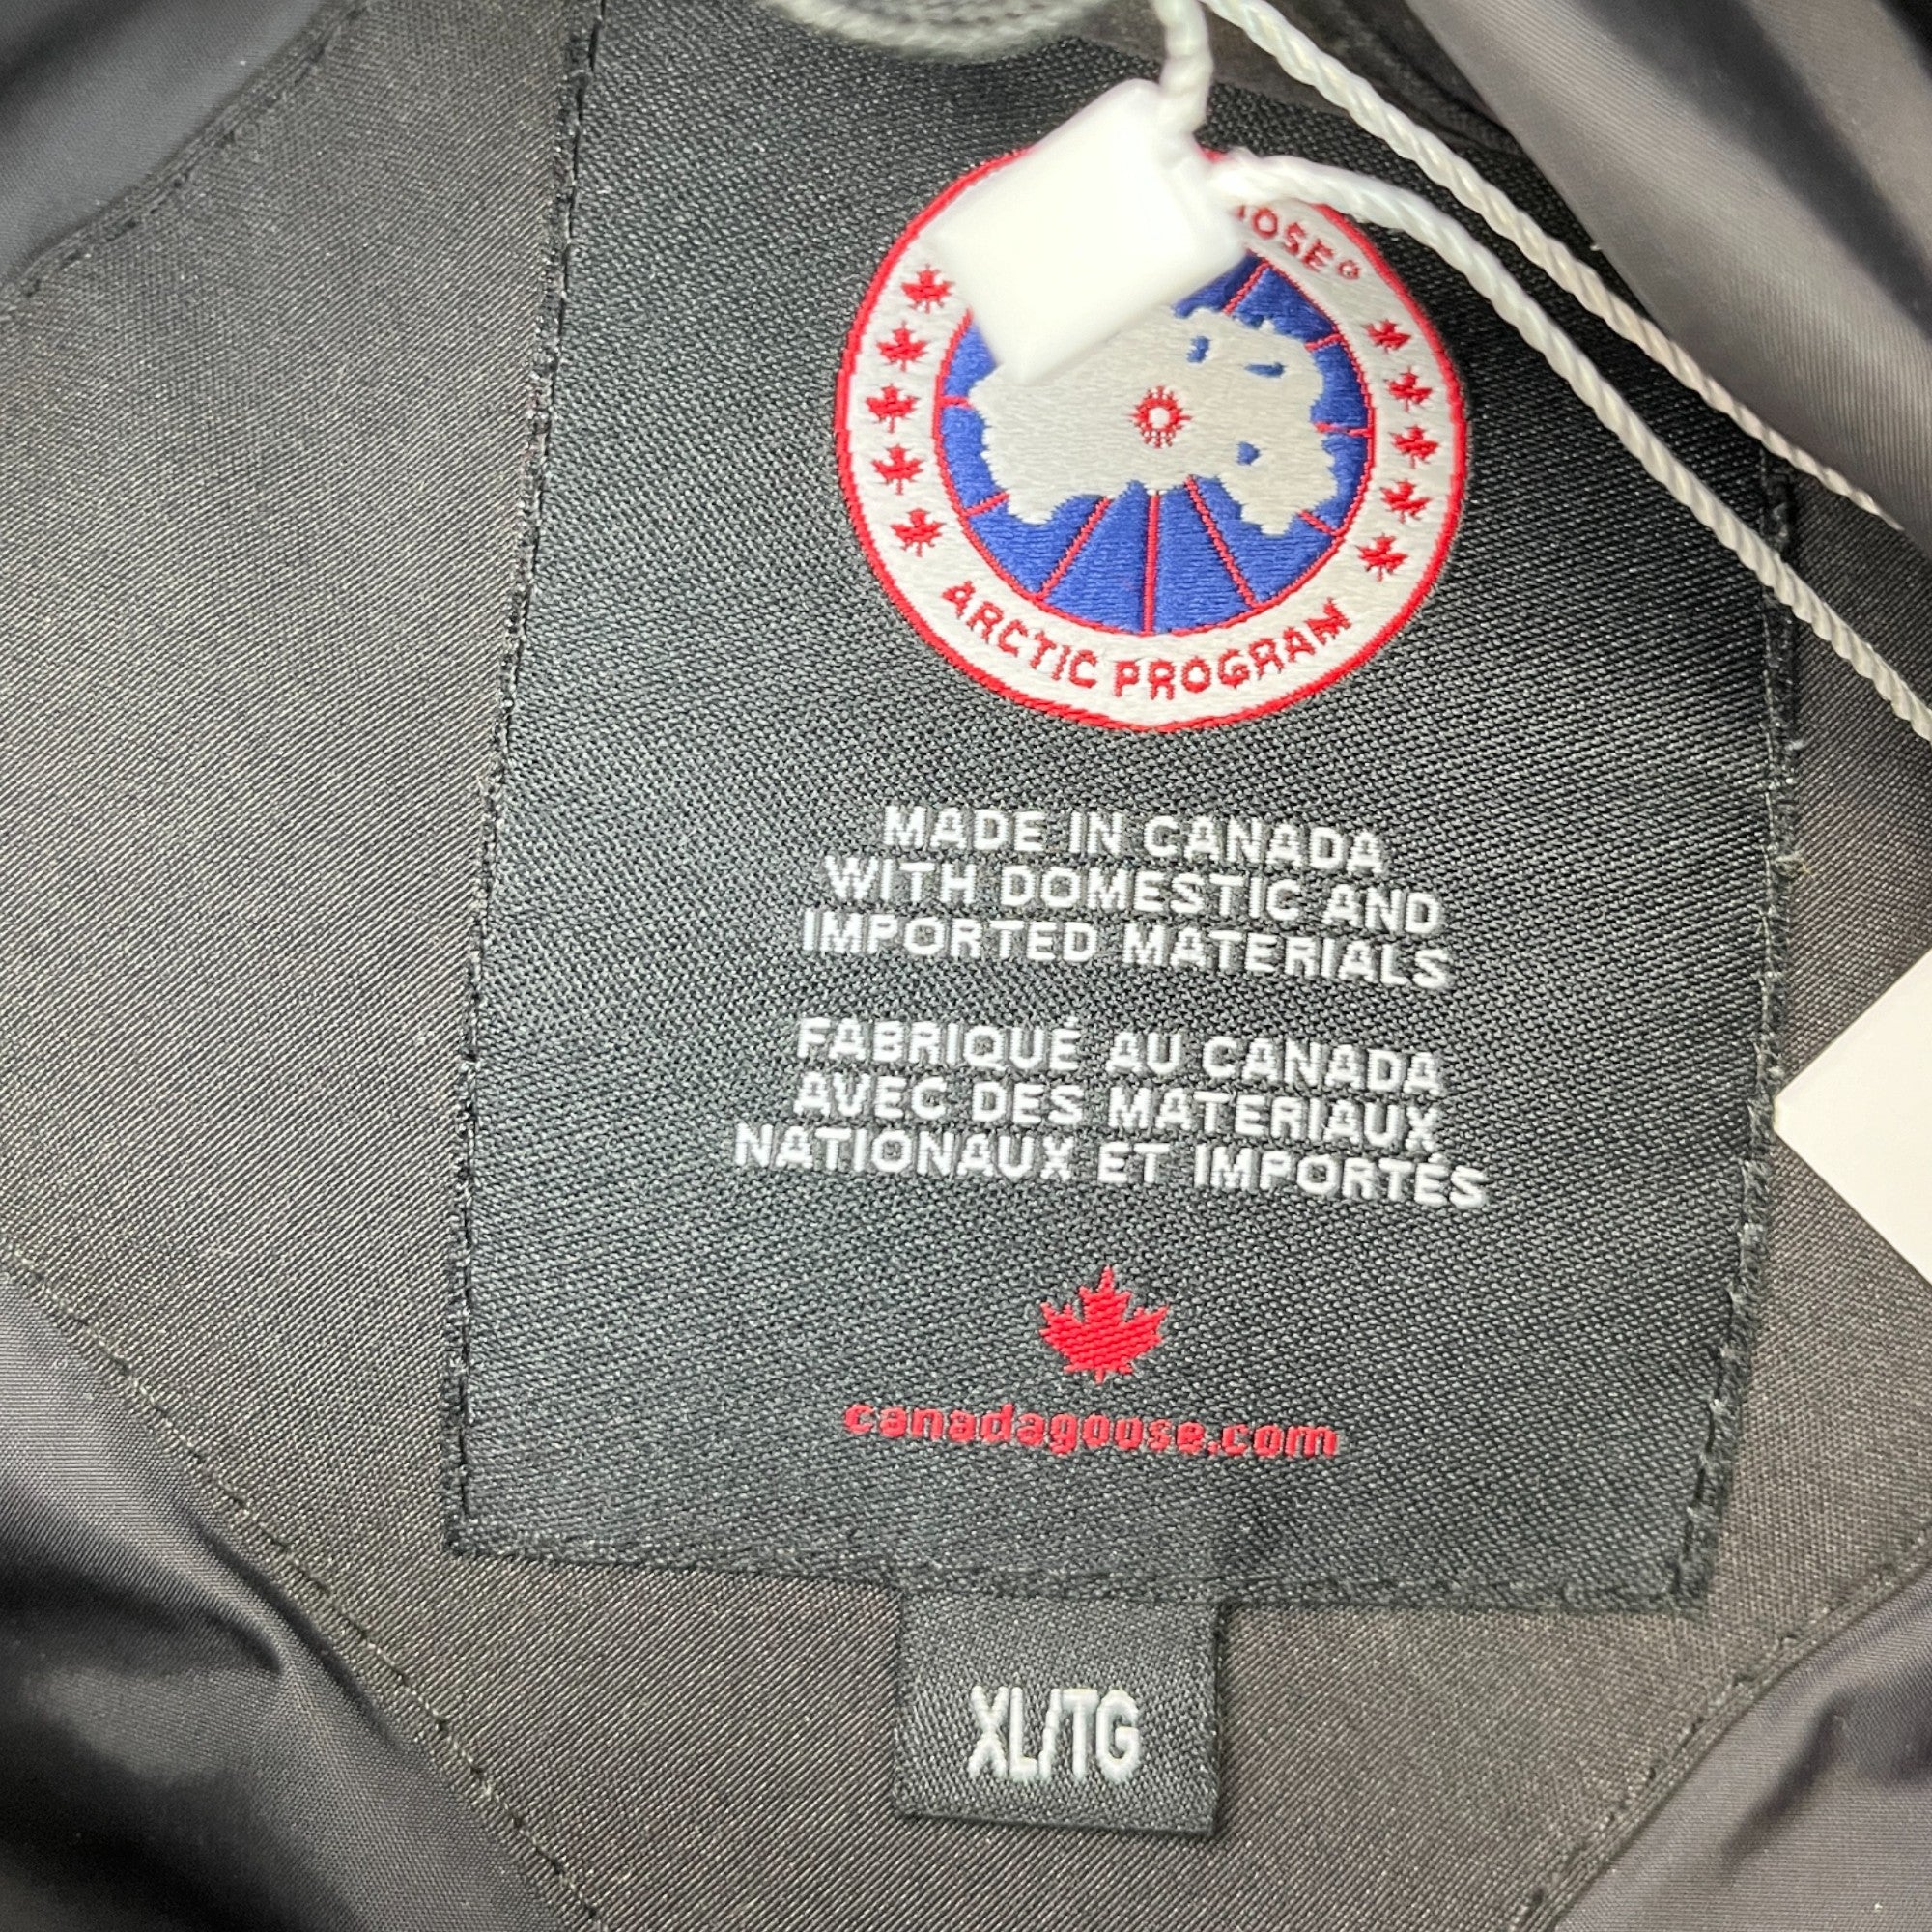 OOSE®
ARCTIC PROGRAM
MADE IN CANADA
WITH DOMESTIC AND
IMPORTED MATERIALS
FABRIQUÉ AU CANADA
AVEC DES MATERIAUX
NATIONAUX ET IMPORTÉS
canadagoose.com
XL/TG